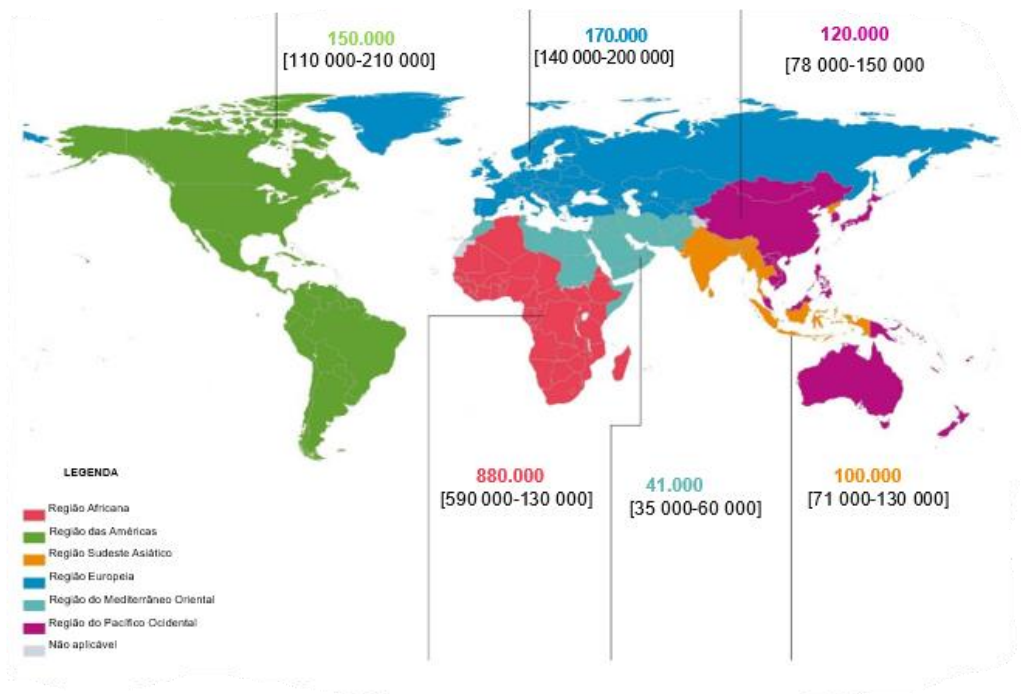 150.000
[110 000-210 000]
170.000
[140 000-200 000]
120.000
[78 000-150 000
880.000
[590 000-130 000]
41.000
[35 000-60 000]
100.000
[71 000-130 000]
LEGENDA
Região Africana
Região das Américas
Região Sudeste Asiático
Região Europeia
Região do Mediterrâneo Oriental
Região do Pacífico Ocidental
Não aplicável